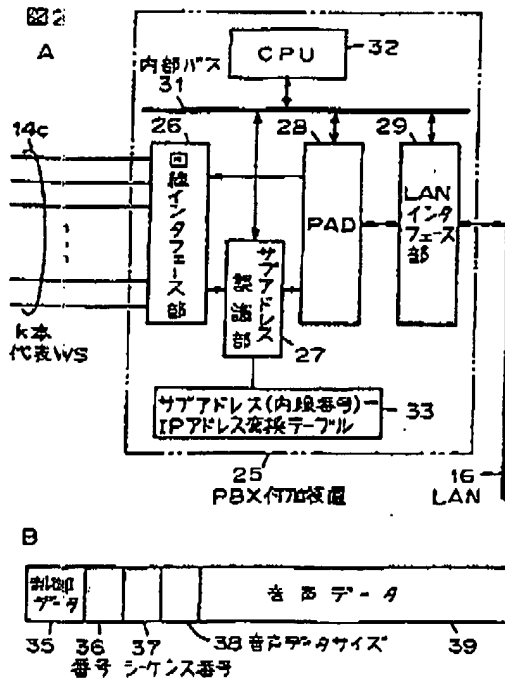 図2
A
CPU
32
内部バス
31
14c
26
28
29
回線インタフェース部
PAD
LANインタフェース部
サブアドレス
27
k本
代表WS
サブアドレス(内線番号)-
IPアドレス変換テーブル
33
25
PBX付加装置
16
LAN
B
制御
データ
音声データ
35
36
37
38 音声データサイズ
39
番号 シーケンス番号